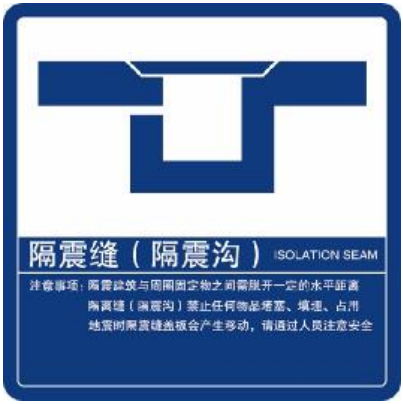 隔震缝（隔震沟） ISOLATION SEAM
注意事项：隔震建筑与周围固定物之间需脱开一定的水平距离
隔离缝（隔震沟）禁止任何物品堵塞、填埋、占用
地震时隔震缝盖板会产生移动，请通过人员注意安全